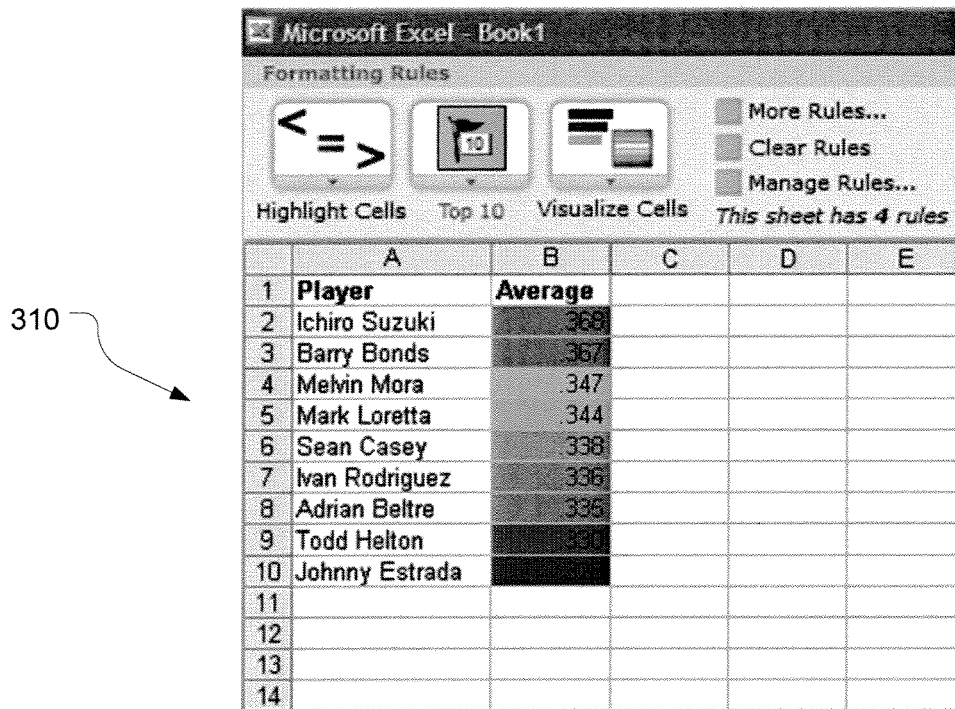 Microsoft Excel - Book1
Formatting Rules
< = >
10
More Rules...
Clear Rules
Manage Rules...
Highlight Cells Top 10 Visualize Cells This sheet has 4 rules
A B C D E
1 Player Average
310
2 Ichiro Suzuki .368
3 Barry Bonds .367
4 Melvin Mora .347
5 Mark Loretta .344
6 Sean Casey .338
7 Ivan Rodriguez .336
8 Adrian Beltre .335
9 Todd Helton .330
10 Johnny Estrada
11
12
13
14